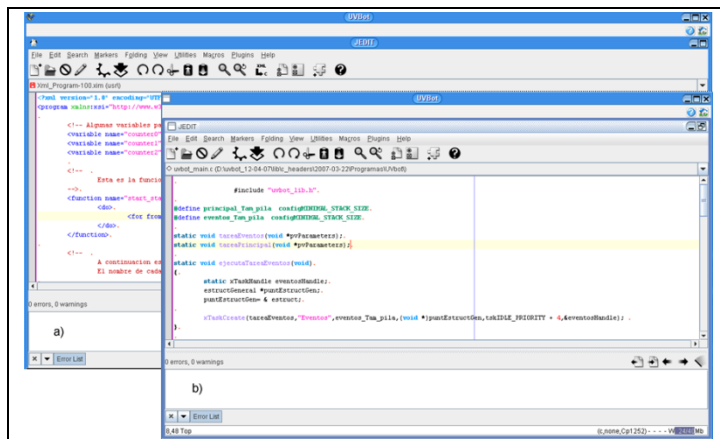 (UVBot)
(JEDIT)
File Edit Search Markers Folding View Utilities Macros Plugins Help
Xml_Program-100.xim (usrl)
<?xml version="1.0" encoding="UTF
<program xmlns:xsi="http://www.w3
<!-- Algunas variables pa
<variable name="counter0"
<variable name="counter1"
<variable name="counter2"
<!-- .
Esta es la funcio
-->.
<function name="start_sta
<do>.
<for from
</do>.
</function>.
<!-- .
A continuacion es
El nombre de cada
0 errors, 0 warnings
a)
Error List
(UVBot)
JEDIT
File Edit Search Markers Folding View Utilities Macros Plugins Help
uvbot_main.c (D:\uvbot_12-04-07\lib\c_headers\2007-03-22\Programas\UVbot\)
#include "uvbot_lib.h".
#define principal_Tam_pila configMINIMAL_STACK_SIZE.
#define eventos_Tam_pila configMINIMAL_STACK_SIZE.
static void tareaEventos(void *pvParameters);.
static void tareaPrincipal(void *pvParameters);.
static void ejecutaTareaEventos(void).
{.
static xTaskHandle eventosHandle;.
estructGeneral *puntEstructGen;.
puntEstructGen= & estruct;.
xTaskCreate(tareaEventos,"Eventos",eventos_Tam_pila,(void *)puntEstructGen,tskIDLE_PRIORITY + 4,&eventosHandle); .
}.
0 errors, 0 warnings
b)
Error List
8,48 Top
(c,none,Cp1252) - - - - W Mb